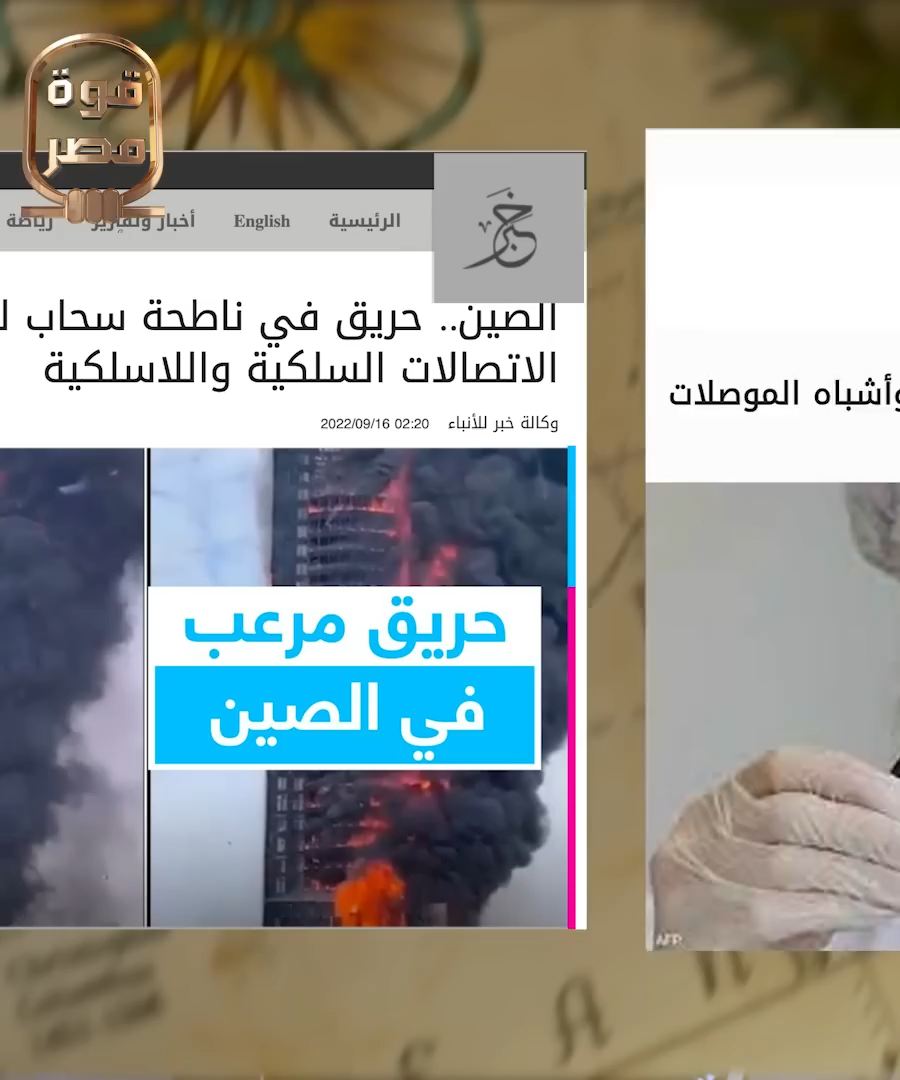 قوة
مصر
الرئيسية
English
أخبار وتقارير
رياضة
خبر
الصين.. حريق في ناطحة سحاب
الاتصالات السلكية واللاسلكية
وكالة خبر للأنباء 02:20 2022/09/16
حريق مرعب
في الصين
وأشباه الموصلات
AFP